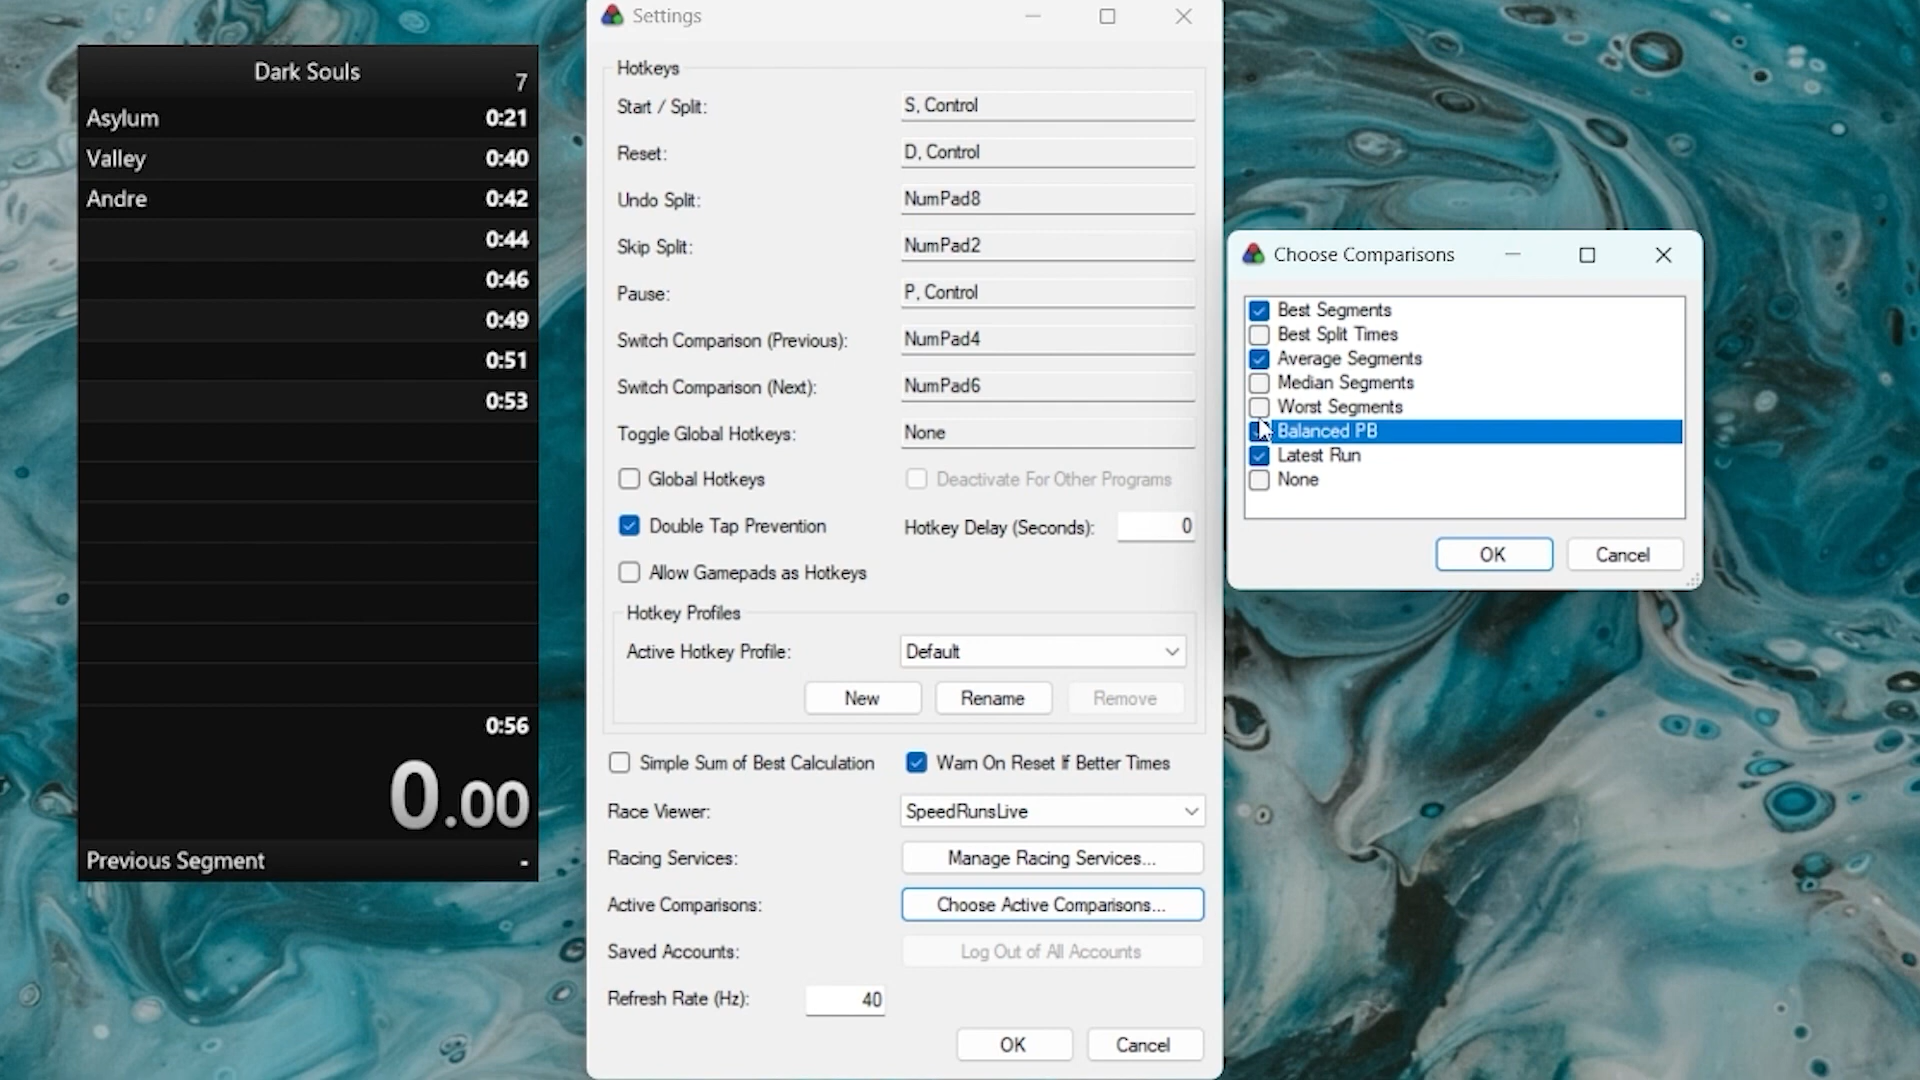 Dark Souls
7
Asylum 0:21
Valley 0:40
Andre 0:42
0:44
0:46
0:49
0:51
0:53
0:56
0.00
Previous Segment -
Settings
Hotkeys
Start / Split: S, Control
Reset: D, Control
Undo Split: NumPad8
Skip Split: NumPad2
Pause: P, Control
Switch Comparison (Previous): NumPad4
Switch Comparison (Next): NumPad6
Toggle Global Hotkeys: None
Global Hotkeys Deactivate For Other Programs
Double Tap Prevention Hotkey Delay (Seconds): 0
Allow Gamepads as Hotkeys
Hotkey Profiles
Active Hotkey Profile: Default
New Rename Remove
Simple Sum of Best Calculation Warn On Reset If Better Times
Race Viewer: SpeedRunsLive
Racing Services: Manage Racing Services...
Active Comparisons: Choose Active Comparisons...
Saved Accounts: Log Out of All Accounts
Refresh Rate (Hz): 40
OK Cancel
Choose Comparisons
Best Segments
Best Split Times
Average Segments
Median Segments
Worst Segments
Balanced PB
Latest Run
None
OK Cancel